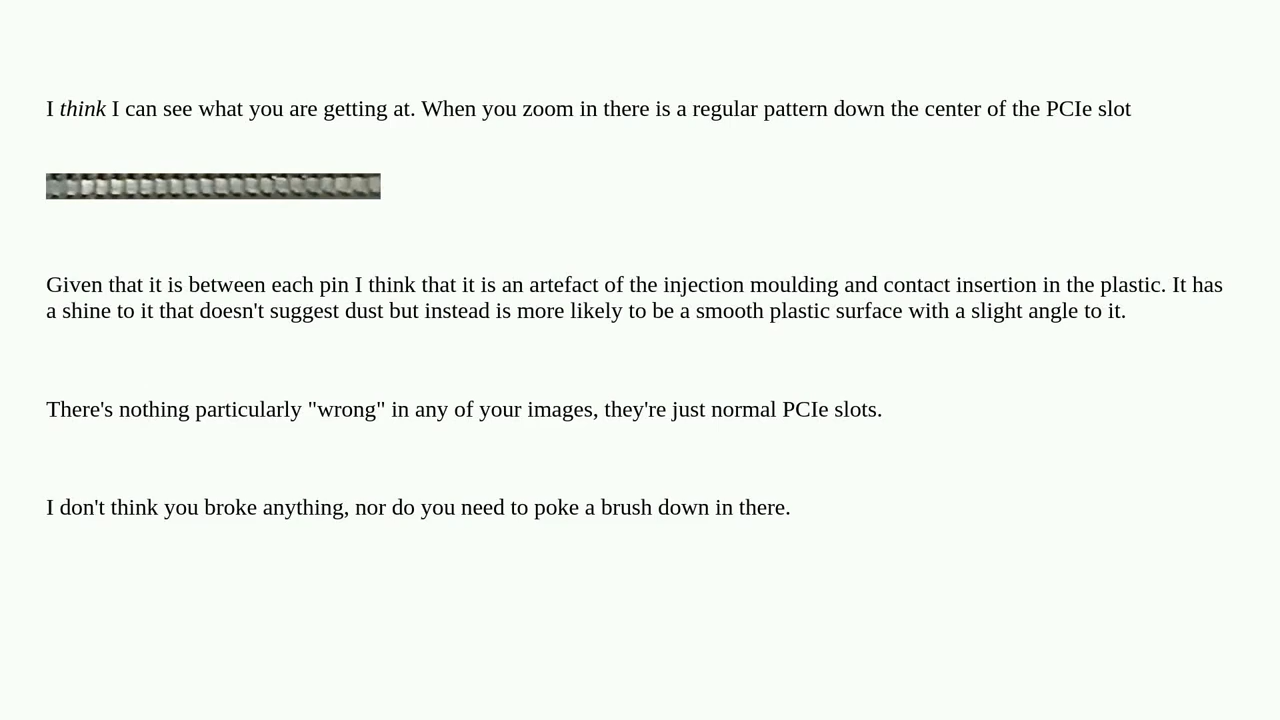 I think I can see what you are getting at. When you zoom in there is a regular pattern down the center of the PCIe slot
Given that it is between each pin I think that it is an artefact of the injection moulding and contact insertion in the plastic. It has
a shine to it that doesn't suggest dust but instead is more likely to be a smooth plastic surface with a slight angle to it.
There's nothing particularly "wrong" in any of your images, they're just normal PCIe slots.
I don't think you broke anything, nor do you need to poke a brush down in there.